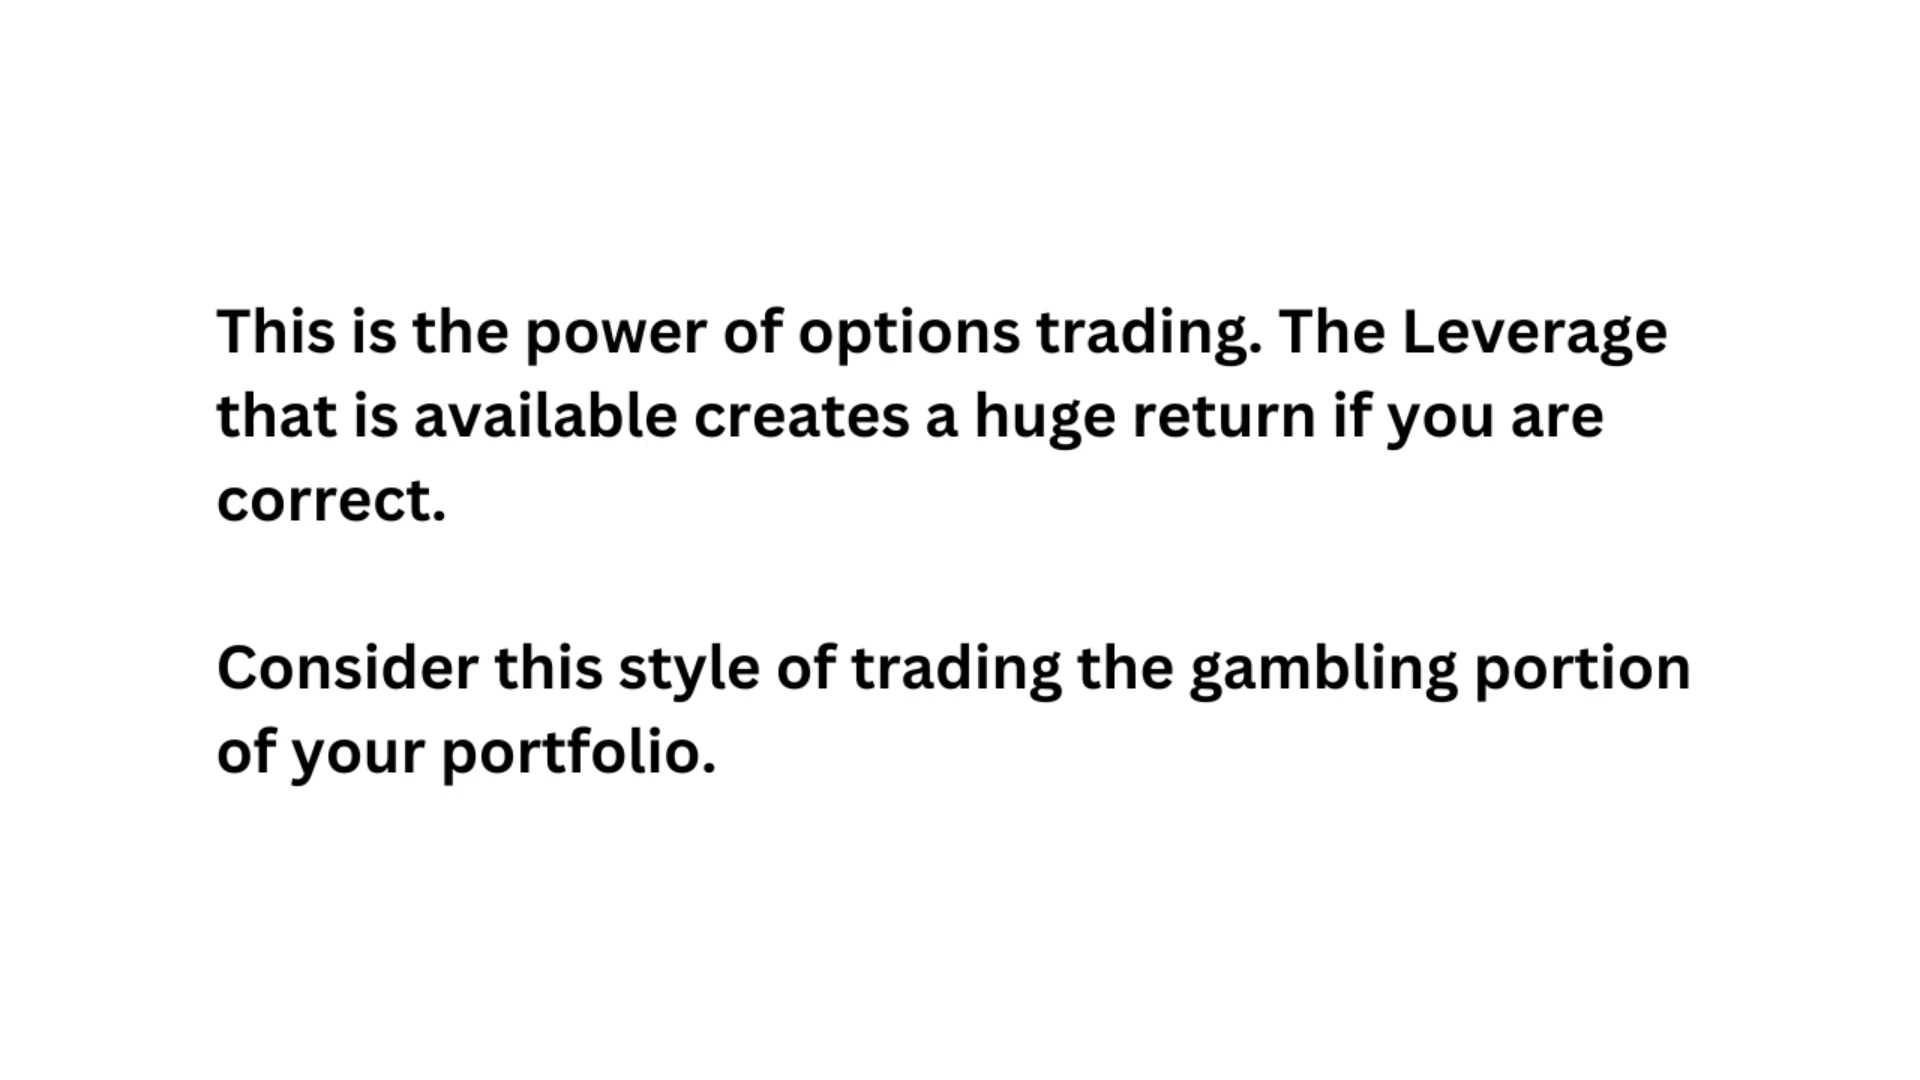 This is the power of options trading. The Leverage
that is available creates a huge return if you are
correct.
Consider this style of trading the gambling portion
of your portfolio.